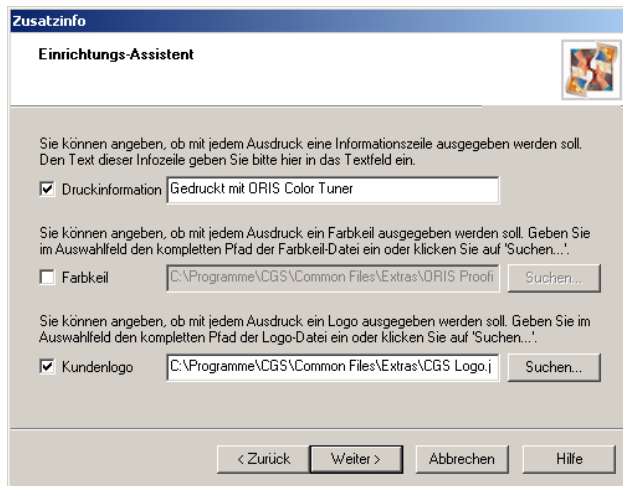 Zusatzinfo
Einrichtungs-Assistent
Sie können angeben, ob mit jedem Ausdruck eine Informationszeile ausgegeben werden soll.
Den Text dieser Infozeile geben Sie bitte hier in das Textfeld ein.
Druckinformation Gedruckt mit ORIS Color Tuner
Sie können angeben, ob mit jedem Ausdruck ein Farbkeil ausgegeben werden soll. Geben Sie
im Auswahlfeld den kompletten Pfad der Farbkeil-Datei ein oder klicken Sie auf 'Suchen...'.
Farbkeil C:\Programme\CGS\Common Files\Extras\ORIS Proofi Suchen...
Sie können angeben, ob mit jedem Ausdruck ein Logo ausgegeben werden soll. Geben Sie im
Auswahlfeld den kompletten Pfad der Logo-Datei ein oder klicken Sie auf 'Suchen...'.
Kundenlogo C:\Programme\CGS\Common Files\Extras\CGS Logo.j Suchen...
< Zurück Weiter > Abbrechen Hilfe